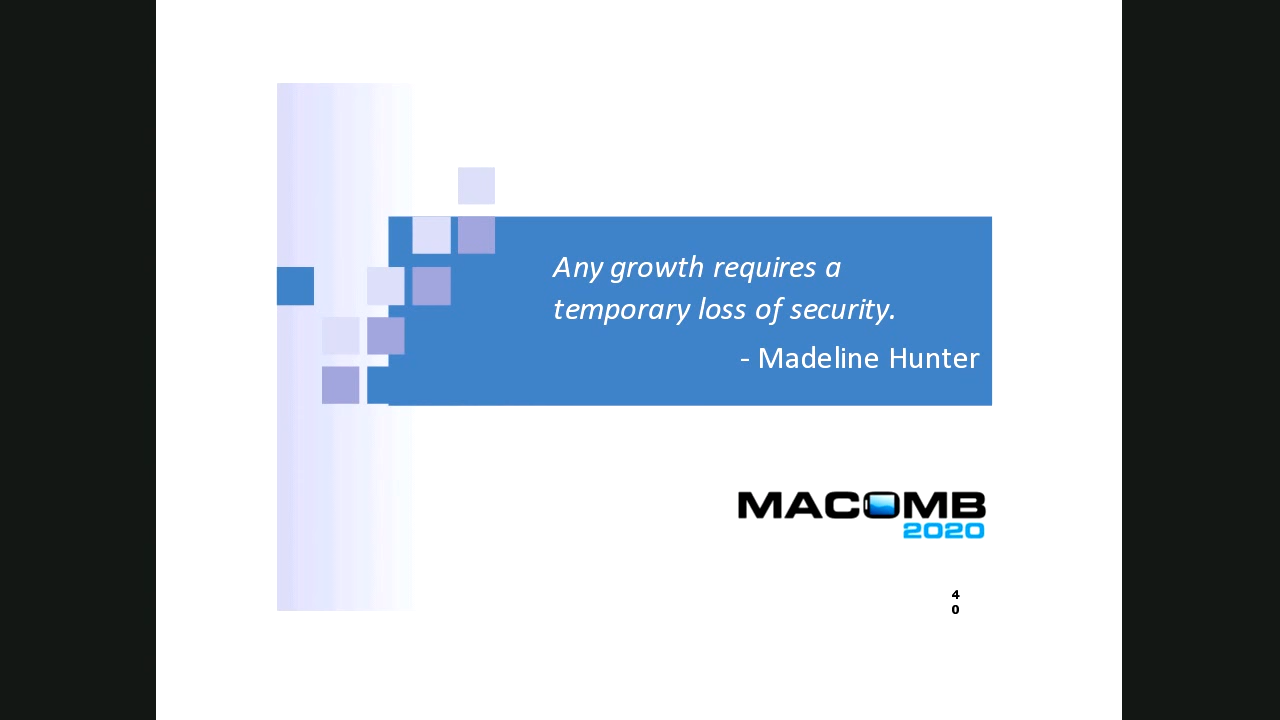 Any growth requires a
temporary loss of security.
- Madeline Hunter
MACOMB
2020
4
0